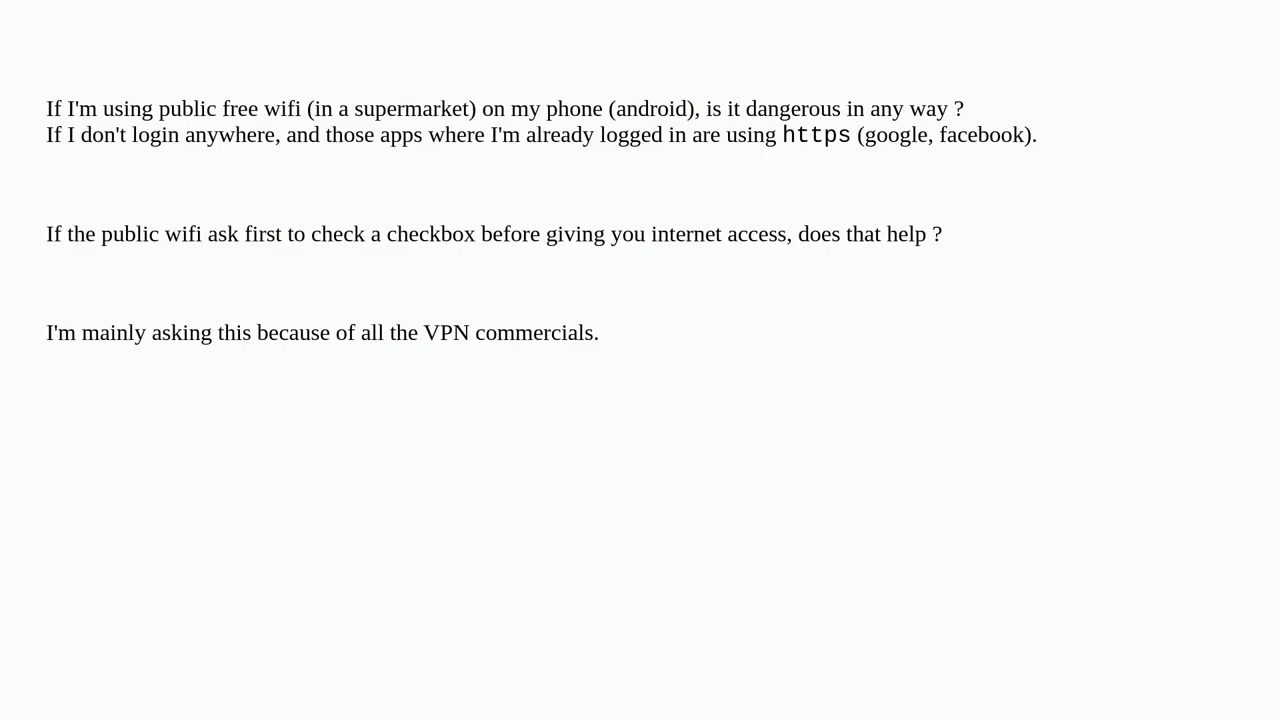 If I'm using public free wifi (in a supermarket) on my phone (android), is it dangerous in any way ?
If I don't login anywhere, and those apps where I'm already logged in are using https (google, facebook).
If the public wifi ask first to check a checkbox before giving you internet access, does that help ?
I'm mainly asking this because of all the VPN commercials.